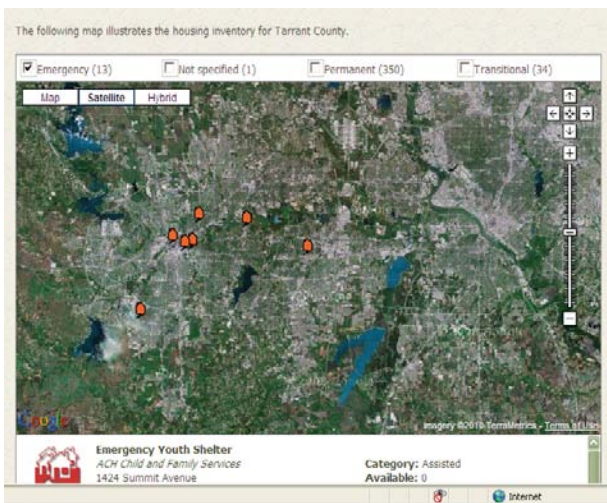 The following map illustrates the housing inventory for Tarrant County.
Emergency (13) Not specified (1) Permanent (350) Transitional (34)
Map Satellite Hybrid
Google
Imagery ©2010 TerraMetrics - Terms of Use
Emergency Youth Shelter
ACH Child and Family Services
1424 Summit Avenue
Category: Assisted
Available: 0
Internet